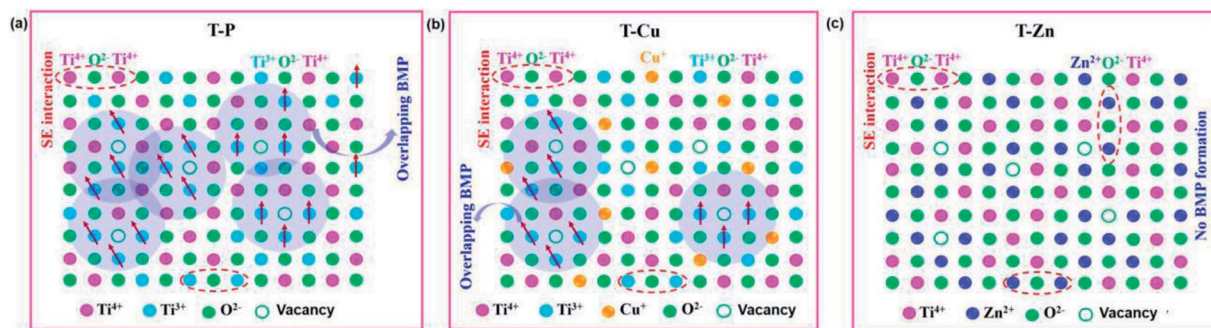 (a)
T-P
Ti⁴⁺ O²⁻ Ti⁴⁺
Ti³⁺ O²⁻ Ti⁴⁺
SE interaction
Overlapping BMP
Ti⁴⁺ Ti³⁺ O²⁻ Vacancy
(b)
T-Cu
Ti⁴⁺ O²⁻ Ti⁴⁺
Cu⁺
Ti³⁺ O²⁻ Ti⁴⁺
SE interaction
Overlapping BMP
Ti⁴⁺ Ti³⁺ Cu⁺ O²⁻ Vacancy
(c)
T-Zn
Ti⁴⁺ O²⁻ Ti⁴⁺
Zn²⁺ O²⁻ Ti⁴⁺
SE interaction
No BMP formation
Ti⁴⁺ Zn²⁺ O²⁻ Vacancy